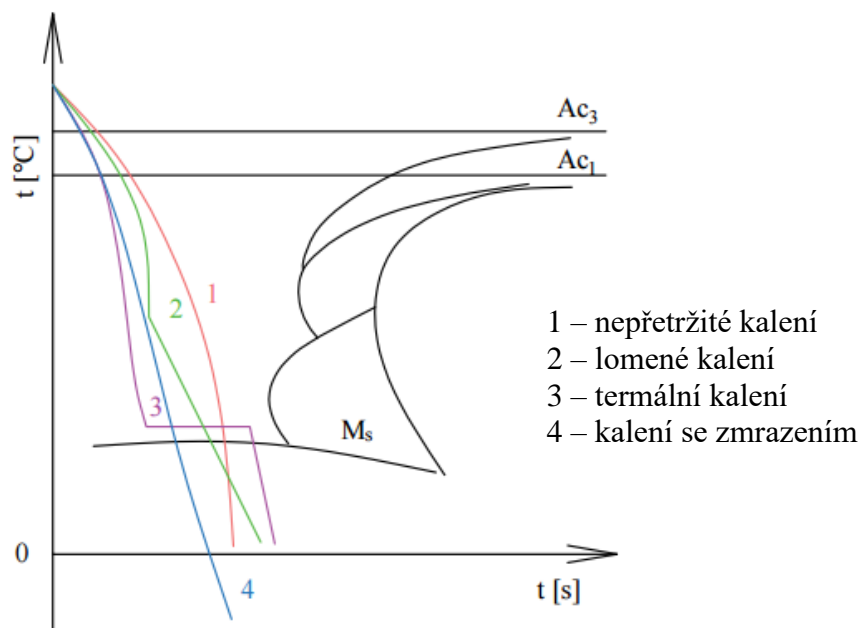 Ac₃
t [℃]
Ac₁
1
2
1 – nepřetržité kalení
2 – lomené kalení
3 – termální kalení
4 – kalení se zmrazením
3
Mₛ
0
4
t [s]